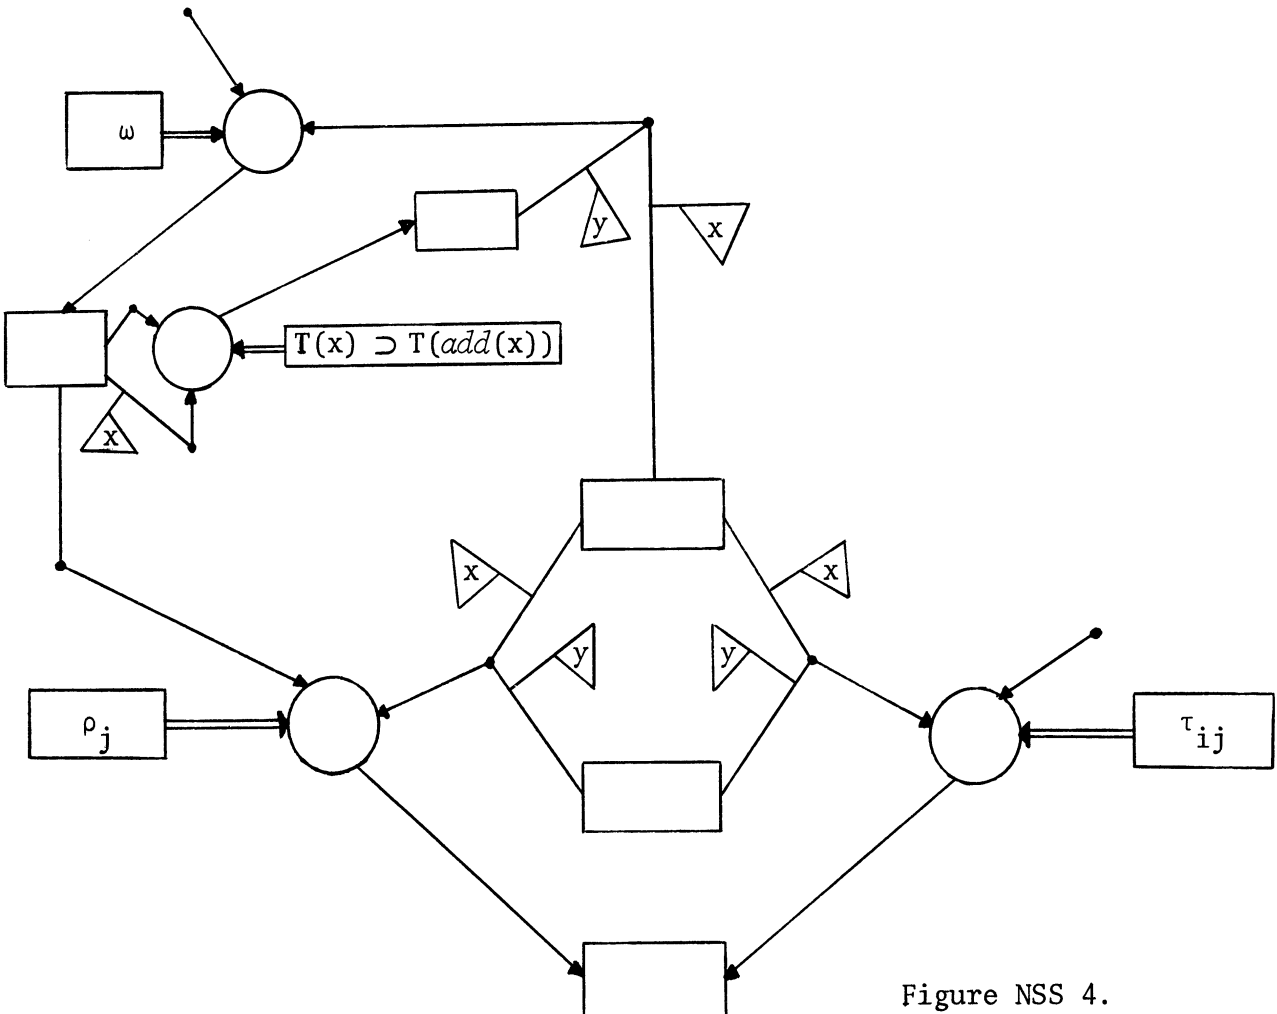 ω
y
x
T(x) ⊃ T(add(x))
x
x
x
y
y
ρj
τij
Figure NSS 4.